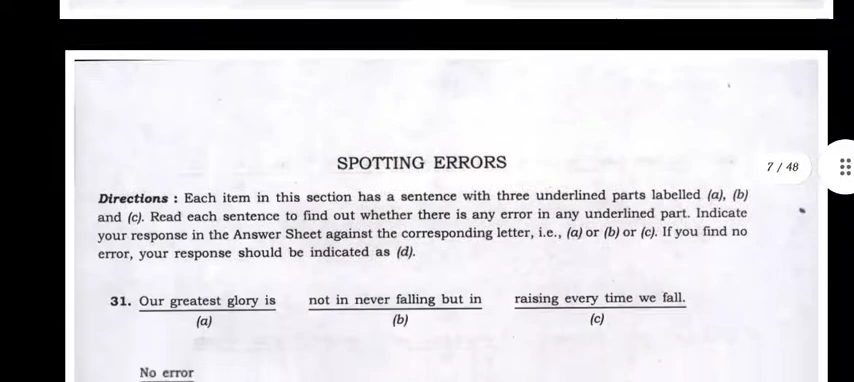 SPOTTING ERRORS
7 / 48
Directions : Each item in this section has a sentence with three underlined parts labelled (a), (b)
and (c). Read each sentence to find out whether there is any error in any underlined part. Indicate
your response in the Answer Sheet against the corresponding letter, i.e., (a) or (b) or (c). If you find no
error, your response should be indicated as (d).
31. Our greatest glory is not in never falling but in raising every time we fall.
(a) (b) (c)
No error